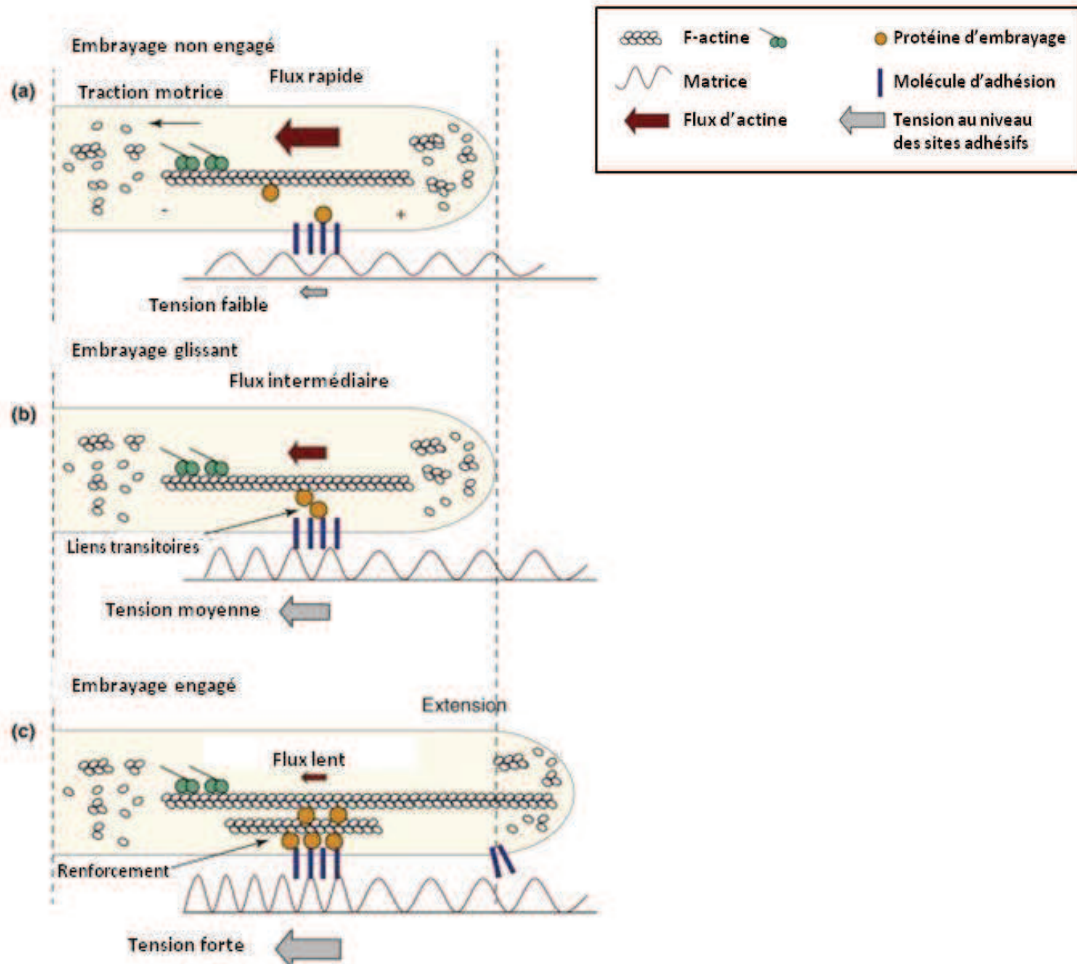 F-actine
Protéine d'embrayage
Matrice
Molécule d'adhésion
Flux d'actine
Tension au niveau
des sites adhésifs
Embrayage non engagé
(a)
Flux rapide
Traction motrice
-
+
Tension faible
Embrayage glissant
(b)
Flux intermédiaire
Liens transitoires
Tension moyenne
Embrayage engagé
(c)
Extension
Flux lent
Renforcement
Tension forte